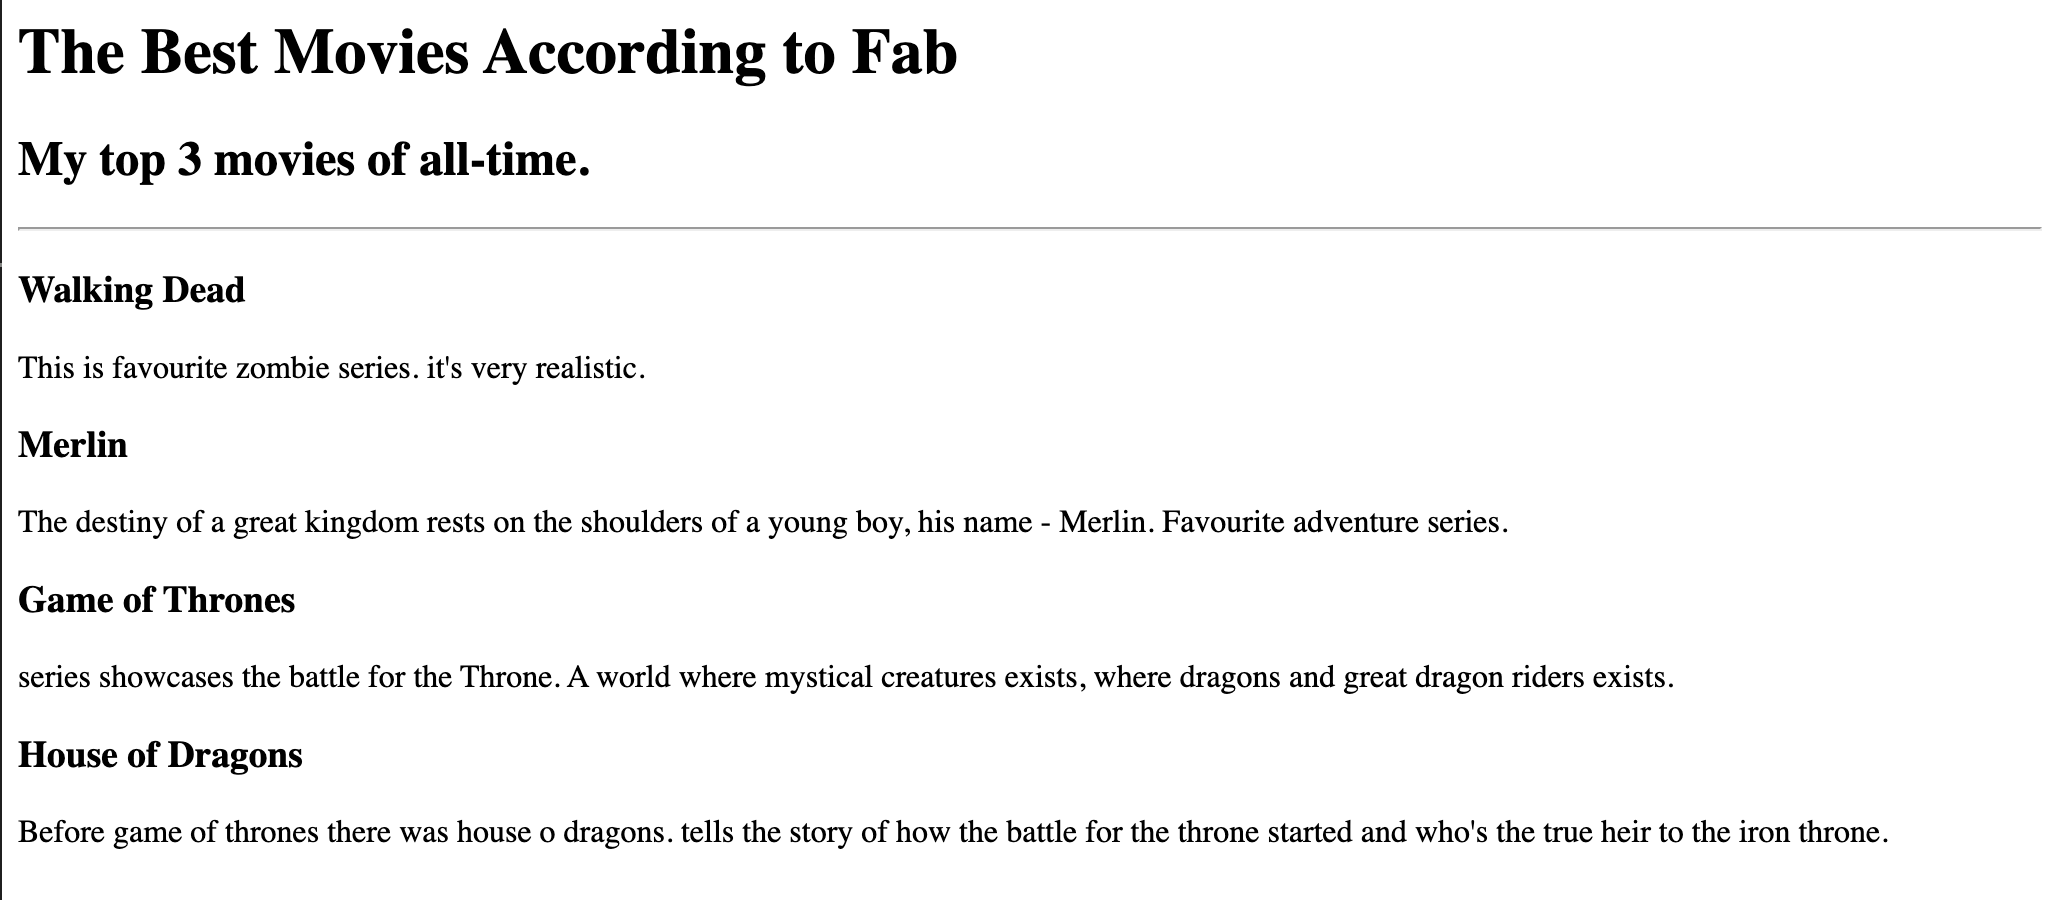 The Best Movies According to Fab
My top 3 movies of all-time.
Walking Dead
This is favourite zombie series. it's very realistic.
Merlin
The destiny of a great kingdom rests on the shoulders of a young boy, his name - Merlin. Favourite adventure series.
Game of Thrones
series showcases the battle for the Throne. A world where mystical creatures exists, where dragons and great dragon riders exists.
House of Dragons
Before game of thrones there was house o dragons. tells the story of how the battle for the throne started and who's the true heir to the iron throne.